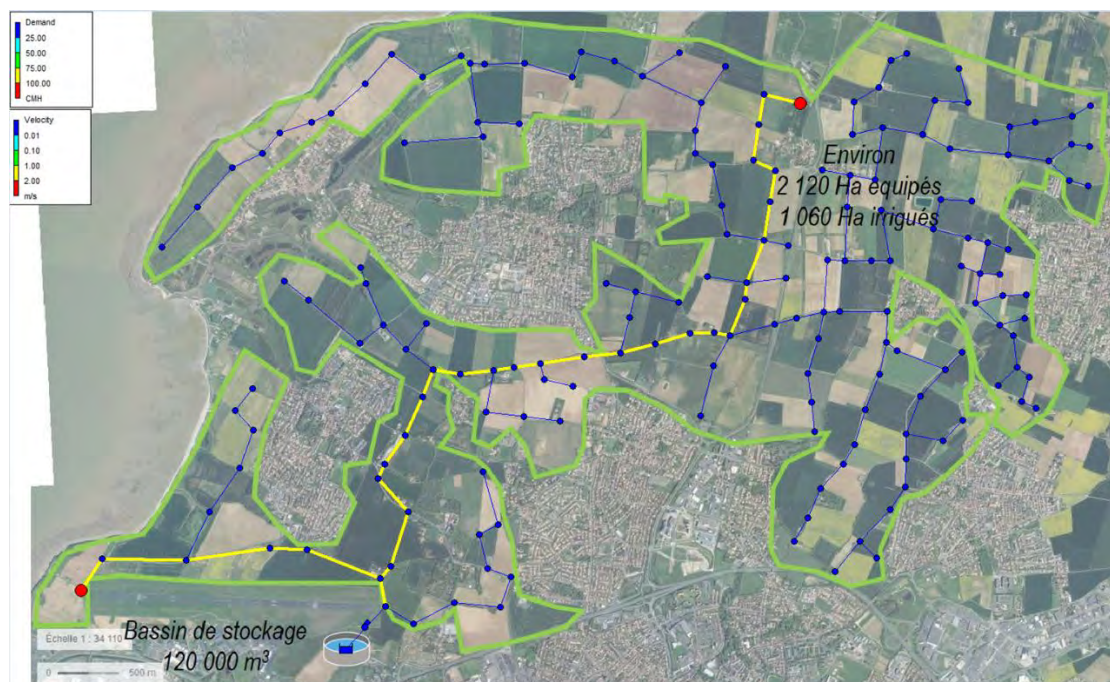 Demand
25.00
50.00
75.00
100.00
CMH
Velocity
0.01
0.10
1.00
2.00
m/s
Environ
2 120 Ha équipés
1 060 Ha irrigués
Bassin de stockage
120 000 m³
Échelle 1 : 34 110
0 500 m